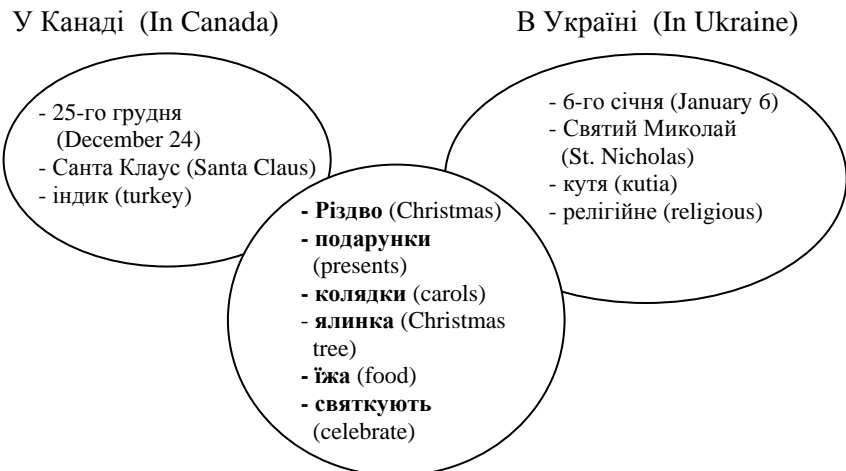 У Канаді (In Canada)
В Україні (In Ukraine)
- 25-го грудня
(December 24)
- Санта Клаус (Santa Claus)
- індик (turkey)
- 6-го січня (January 6)
- Святий Миколай
(St. Nicholas)
- кутя (кutia)
- релігійне (religious)
- Різдво (Christmas)
- подарунки
(presents)
- колядки (carols)
- ялинка (Christmas
tree)
- їжа (food)
- святкують
(celebrate)